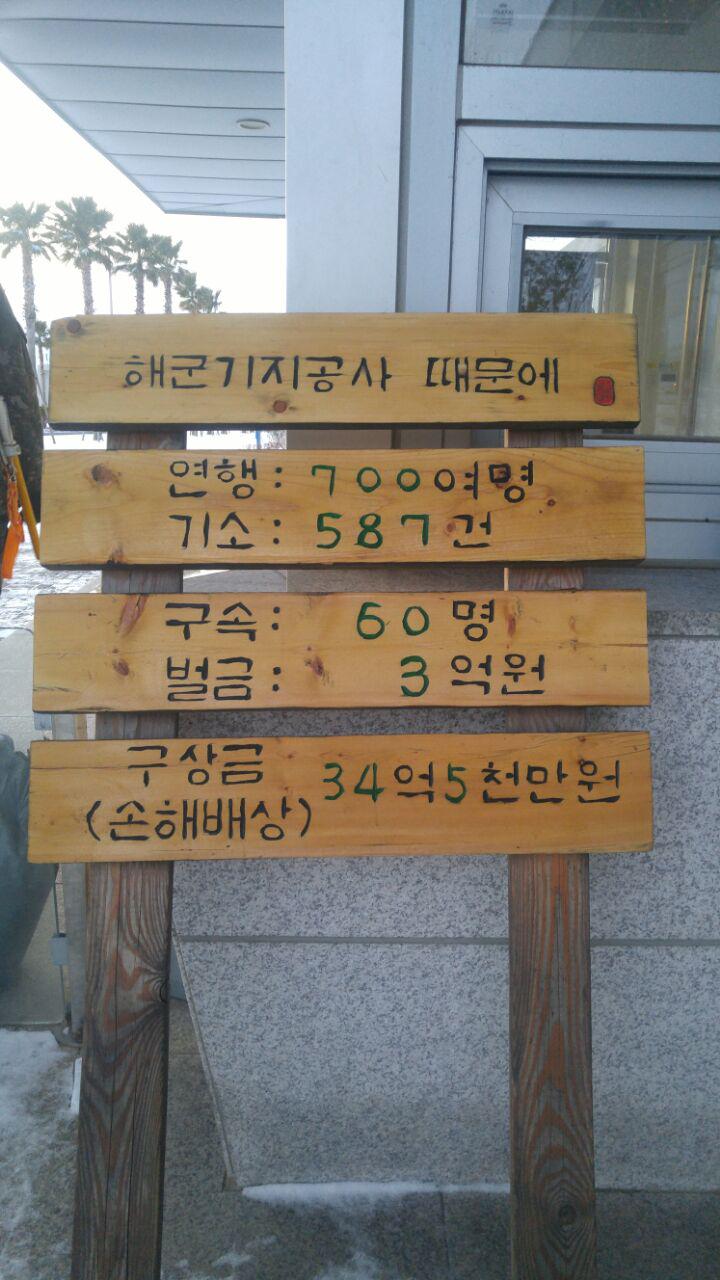 해군기지공사 때문에
연행: 700여명
기소: 587건
구속: 60명
벌금: 3억원
구상금
(손해배상) 34억5천만원